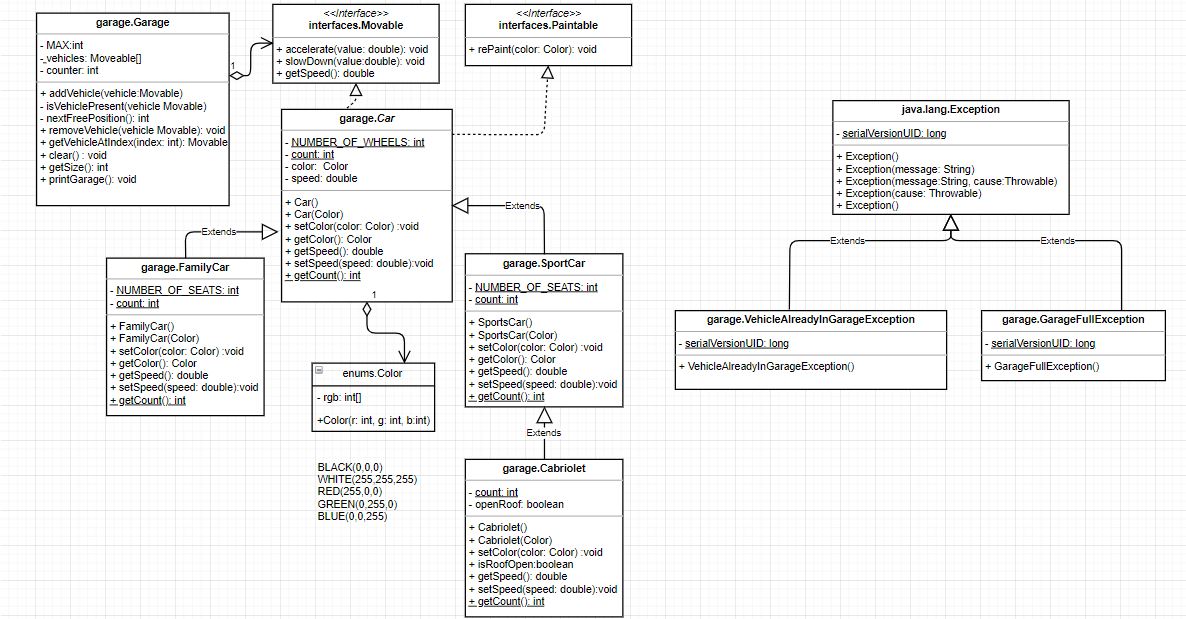 garage.Garage
- MAX:int
-_vehicles: Moveable[]
- counter: int
+ addVehicle(vehicle:Movable)
- isVehiclePresent(vehicle Movable)
- nextFreePosition(): int
+ removeVehicle(vehicle Movable): void
+ getVehicleAtIndex(index: int): Movable
+ clear() : void
+ getSize(): int
+ printGarage(): void
1
<<Interface>>
interfaces.Movable
+ accelerate(value: double): void
+ slowDown(value:double): void
+ getSpeed(): double
<<Interface>>
interfaces.Paintable
+ rePaint(color: Color): void
garage.Car
- NUMBER_OF_WHEELS: int
- count: int
- color:  Color
- speed: double
+ Car()
+ Car(Color)
+ setColor(color: Color) :void
+ getColor(): Color
+ getSpeed(): double
+ setSpeed(speed: double):void
+ getCount(): int
1
java.lang.Exception
- serialVersionUID: long
+ Exception()
+ Exception(message: String)
+ Exception(message:String, cause:Throwable)
+ Exception(cause: Throwable)
+ Exception()
Extends
Extends
Extends
Extends
garage.FamilyCar
- NUMBER_OF_SEATS: int
- count: int
+ FamilyCar()
+ FamilyCar(Color)
+ setColor(color: Color) :void
+ getColor(): Color
+ getSpeed(): double
+ setSpeed(speed: double):void
+ getCount(): int
garage.SportCar
- NUMBER_OF_SEATS: int
- count: int
+ SportsCar()
+ SportsCar(Color)
+ setColor(color: Color) :void
+ getColor(): Color
+ getSpeed(): double
+ setSpeed(speed: double):void
+ getCount(): int
garage.VehicleAlreadyInGarageException
- serialVersionUID: long
+ VehicleAlreadyInGarageException()
garage.GarageFullException
- serialVersionUID: long
+ GarageFullException()
enums.Color
- rgb: int[]
+Color(r: int, g: int, b:int)
BLACK(0,0,0)
WHITE(255,255,255)
RED(255,0,0)
GREEN(0,255,0)
BLUE(0,0,255)
Extends
garage.Cabriolet
- count: int
- openRoof: boolean
+ Cabriolet()
+ Cabriolet(Color)
+ setColor(color: Color) :void
+ isRoofOpen:boolean
+ getSpeed(): double
+ setSpeed(speed: double):void
+ getCount(): int